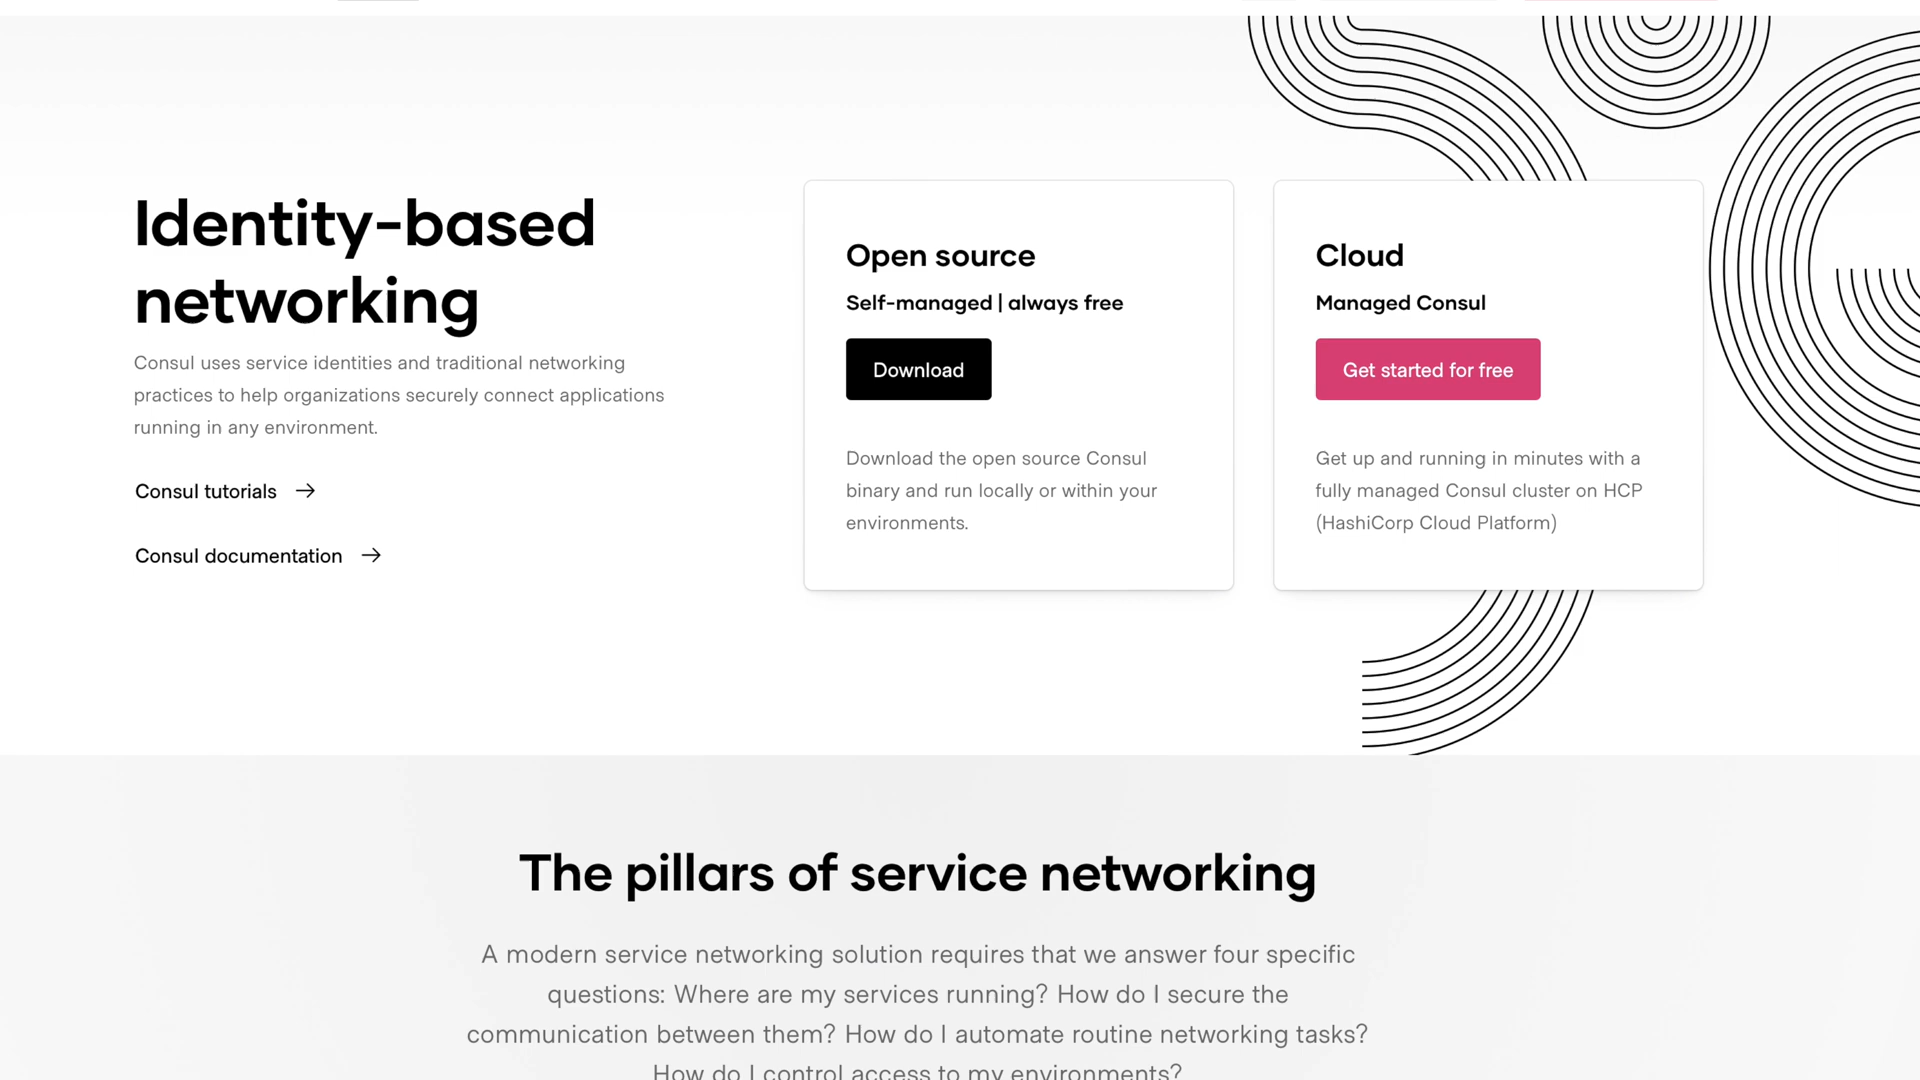 Identity-based
networking
Consul uses service identities and traditional networking
practices to help organizations securely connect applications
running in any environment.
Consul tutorials
Consul documentation
Open source
Self-managed | always free
Download
Download the open source Consul
binary and run locally or within your
environments.
Cloud
Managed Consul
Get started for free
Get up and running in minutes with a
fully managed Consul cluster on HCP
(HashiCorp Cloud Platform)
The pillars of service networking
A modern service networking solution requires that we answer four specific
questions: Where are my services running? How do I secure the
communication between them? How do I automate routine networking tasks?
How do I control access to my environments?